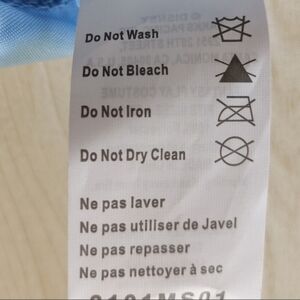 Do Not Wash
Do Not Bleach
Do Not Iron
Do Not Dry Clean
Ne pas laver
Ne pas utiliser de Javel
Ne pas repasser
Ne pas nettoyer à sec